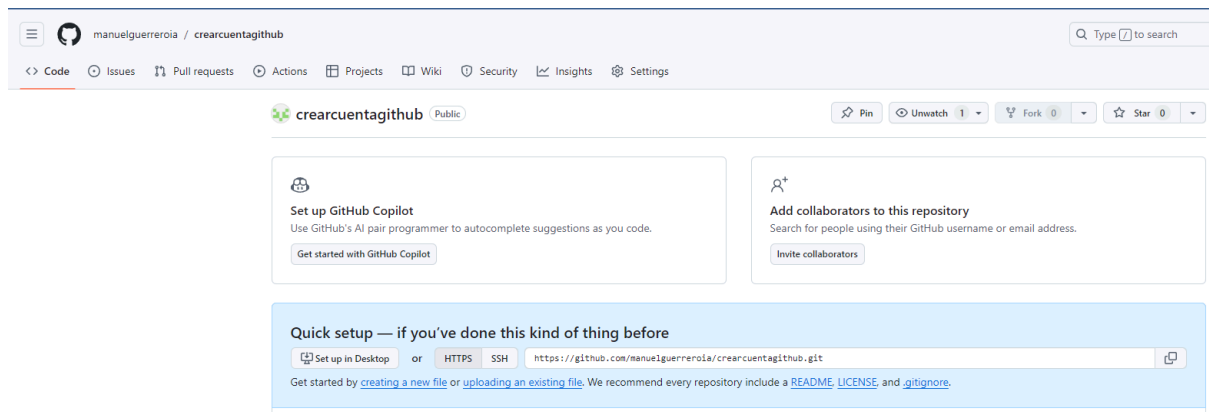 manuelguerreroia / crearcuentagithub
Type / to search
<> Code Issues Pull requests Actions Projects Wiki Security Insights Settings
crearcuentagithub Public
Pin Unwatch 1 Fork 0 Star 0
Set up GitHub Copilot
Use GitHub's AI pair programmer to autocomplete suggestions as you code.
Get started with GitHub Copilot
Add collaborators to this repository
Search for people using their GitHub username or email address.
Invite collaborators
Quick setup — if you've done this kind of thing before
Set up in Desktop or HTTPS SSH https://github.com/manuelguerreroia/crearcuentagithub.git
Get started by creating a new file or uploading an existing file. We recommend every repository include a README, LICENSE, and .gitignore.